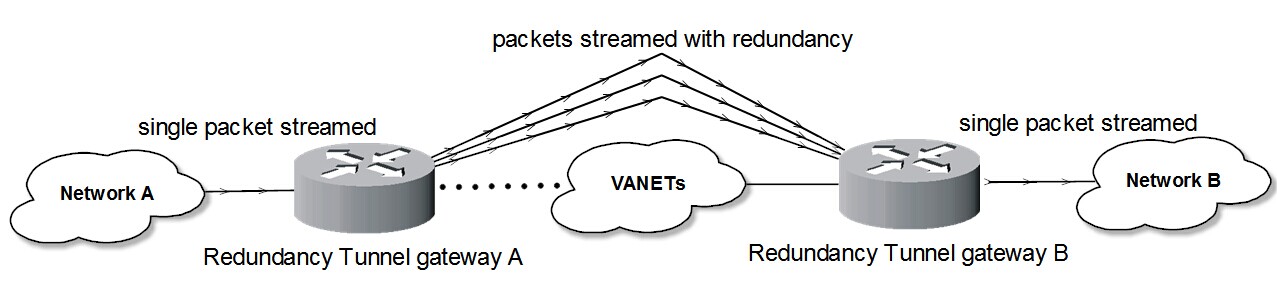 packets streamed with redundancy
single packet streamed
single packet streamed
Network A
VANETs
Network B
Redundancy Tunnel gateway A
Redundancy Tunnel gateway B